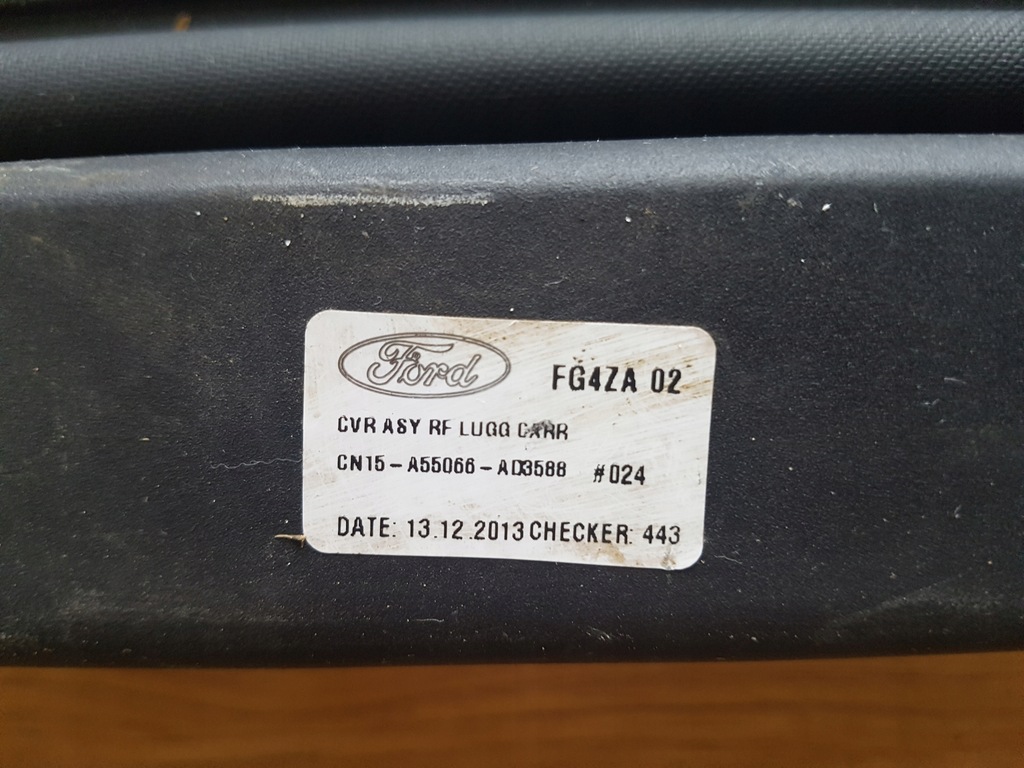 Ford FG4ZA 02
CVR ASY RF LUGG CARR
CN15-A55066-AD3588 #024
DATE: 13.12.2013 CHECKER: 443